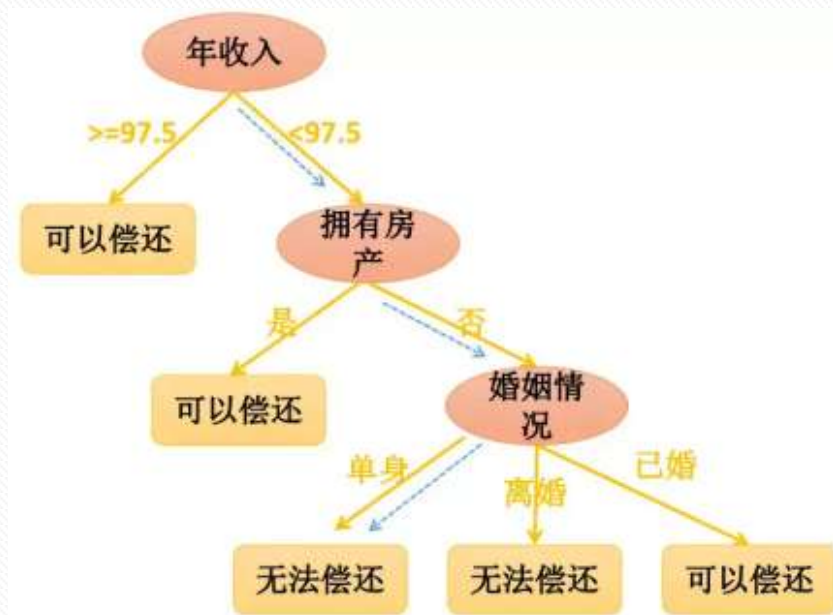 年收入
>=97.5
<97.5
可以偿还
拥有房
产
是
否
可以偿还
婚姻情
况
单身
离婚
已婚
无法偿还
无法偿还
可以偿还